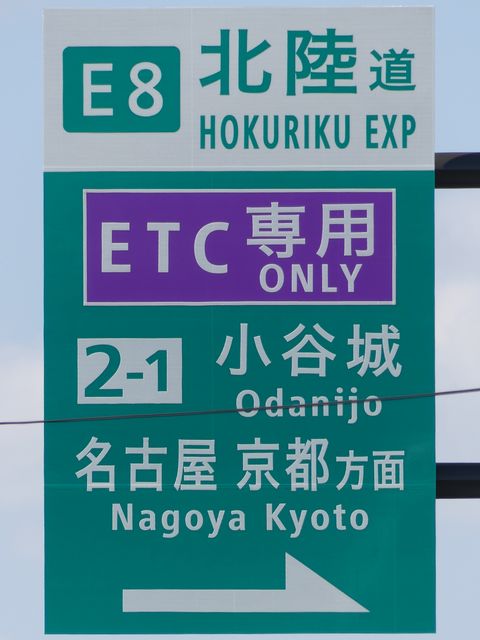 E8 北陸道
HOKURIKU EXP
ETC 専用
ONLY
2-1 小谷城
Odanijo
名古屋 京都方面
Nagoya Kyoto